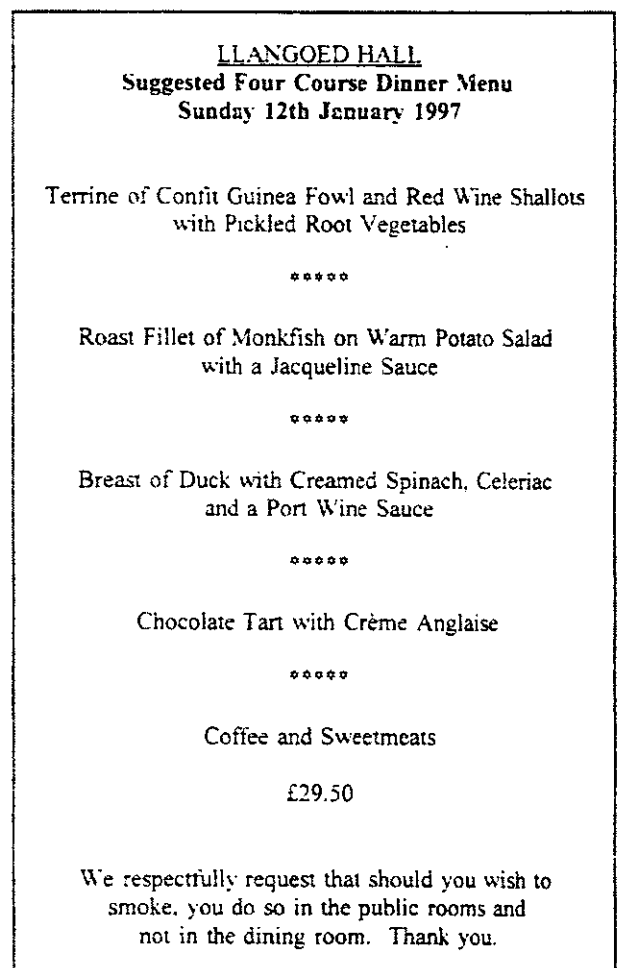 LLANGOED HALL
Suggested Four Course Dinner Menu
Sunday 12th January 1997
Terrine of Confit Guinea Fowl and Red Wine Shallots
with Pickled Root Vegetables
*****
Roast Fillet of Monkfish on Warm Potato Salad
with a Jacqueline Sauce
*****
Breast of Duck with Creamed Spinach, Celeriac
and a Port Wine Sauce
*****
Chocolate Tart with Crème Anglaise
*****
Coffee and Sweetmeats
£29.50
We respectfully request that should you wish to
smoke, you do so in the public rooms and
not in the dining room. Thank you.